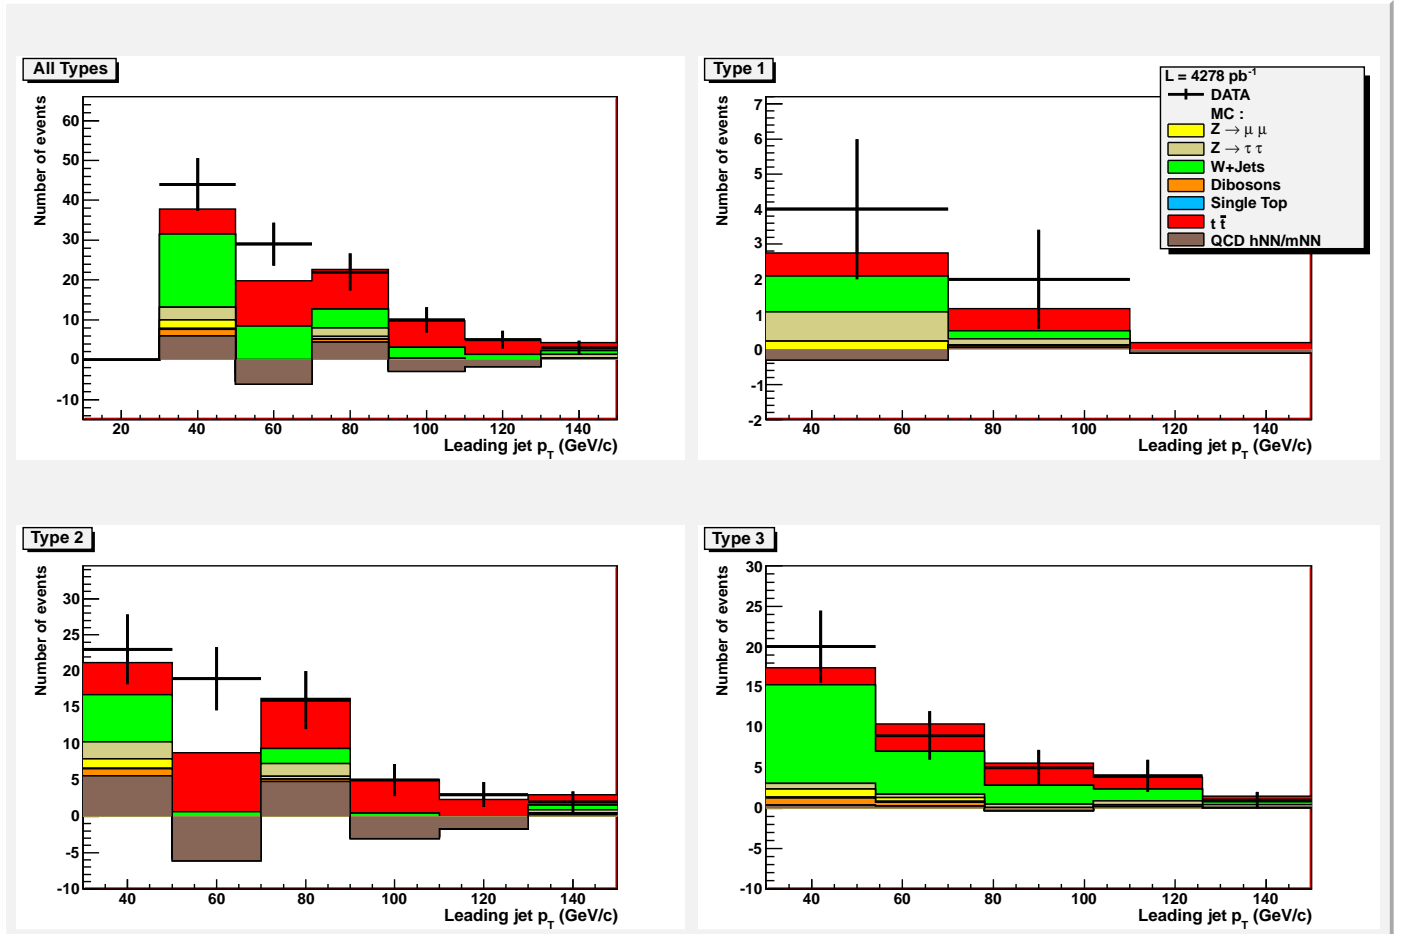 All Types
Number of events
60
50
40
30
20
10
0
-10
20 40 60 80 100 120 140
Leading jet p_T (GeV/c)
Type 1
Number of events
7
6
5
4
3
2
1
0
-1
-2
40 60 80 100 120 140
Leading jet p_T (GeV/c)
L = 4278 pb⁻¹
DATA
MC :
Z → μ μ
Z → τ τ
W+Jets
Dibosons
Single Top
t t̄
QCD hNN/mNN
Type 2
Number of events
30
25
20
15
10
5
0
-5
-10
40 60 80 100 120 140
Leading jet p_T (GeV/c)
Type 3
Number of events
30
25
20
15
10
5
0
-5
-10
40 60 80 100 120 140
Leading jet p_T (GeV/c)